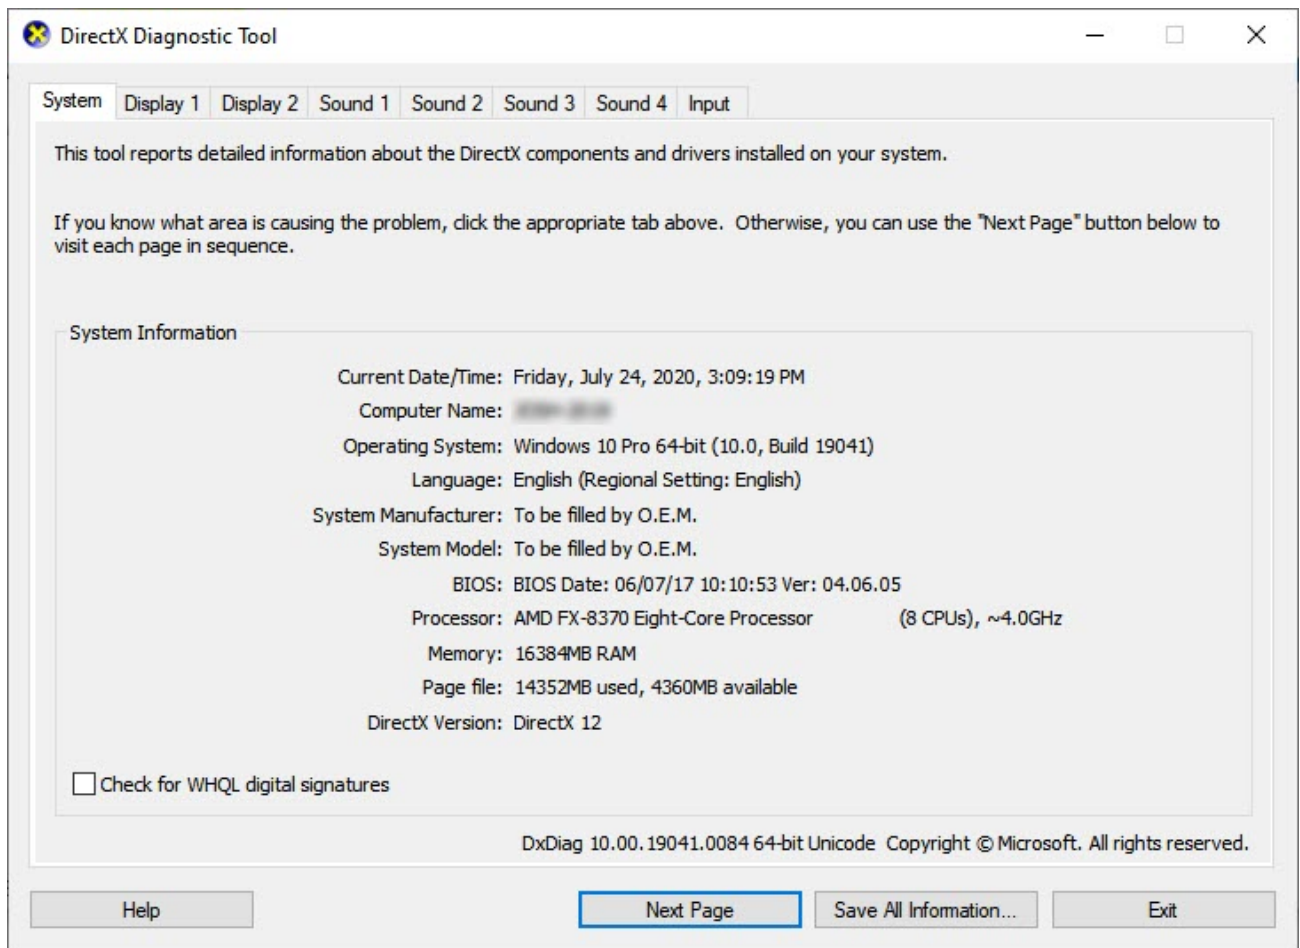 DirectX Diagnostic Tool
System Display 1 Display 2 Sound 1 Sound 2 Sound 3 Sound 4 Input
This tool reports detailed information about the DirectX components and drivers installed on your system.
If you know what area is causing the problem, click the appropriate tab above.  Otherwise, you can use the "Next Page" button below to
visit each page in sequence.
System Information
Current Date/Time: Friday, July 24, 2020, 3:09:19 PM
Computer Name:
Operating System: Windows 10 Pro 64-bit (10.0, Build 19041)
Language: English (Regional Setting: English)
System Manufacturer: To be filled by O.E.M.
System Model: To be filled by O.E.M.
BIOS: BIOS Date: 06/07/17 10:10:53 Ver: 04.06.05
Processor: AMD FX-8370 Eight-Core Processor (8 CPUs), ~4.0GHz
Memory: 16384MB RAM
Page file: 14352MB used, 4360MB available
DirectX Version: DirectX 12
Check for WHQL digital signatures
DxDiag 10.00.19041.0084 64-bit Unicode  Copyright © Microsoft. All rights reserved.
Help Next Page Save All Information... Exit